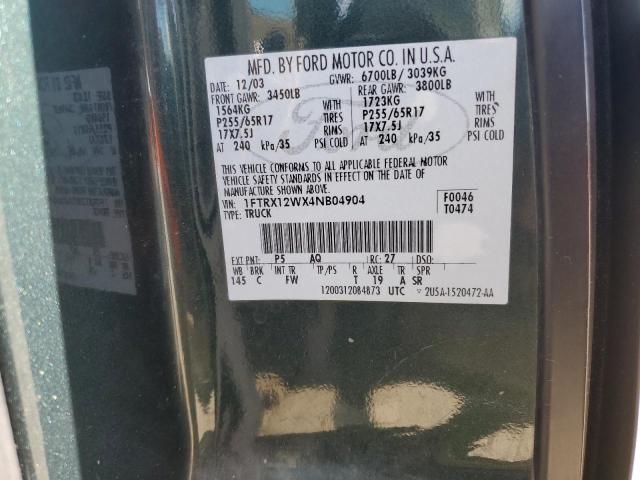 MFD. BY FORD MOTOR CO. IN U.S.A.
DATE: 12/03 GVWR: 6700LB/ 3039KG
FRONT GAWR: 3450LB REAR GAWR: 3800LB
1564KG WITH 1723KG WITH
P255/65R17 TIRES P255/65R17 TIRES
17X7.5J RIMS 17X7.5J RIMS
AT 240 kPa/35 PSI COLD AT 240 kPa/35 PSI COLD
THIS VEHICLE CONFORMS TO ALL APPLICABLE FEDERAL MOTOR
VEHICLE SAFETY STANDARDS IN EFFECT ON THE DATE OF
MANUFACTURE SHOWN ABOVE.
VIN: 1FTRX12WX4NB04904 F0046
TYPE: TRUCK T0474
EXT PNT: P5 AQ RC: 27 DSO:
WB BRK INT TR TP/PS R AXLE TR SPR
145 C FW T 19 A SR
1200312084873 UTC 2U5A-1520472-AA
Ford